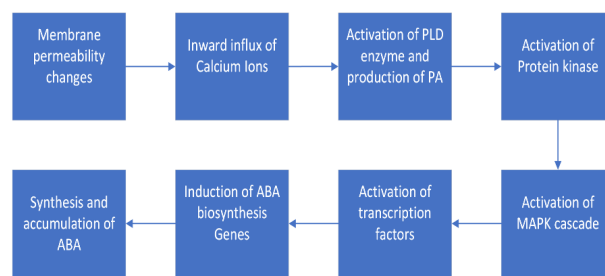 Membrane
permeability
changes
Inward influx of
Calcium Ions
Activation of PLD
enzyme and
production of PA
Activation of
Protein kinase
Activation of
MAPK cascade
Activation of
transcription
factors
Induction of ABA
biosynthesis
Genes
Synthesis and
accumulation of
ABA